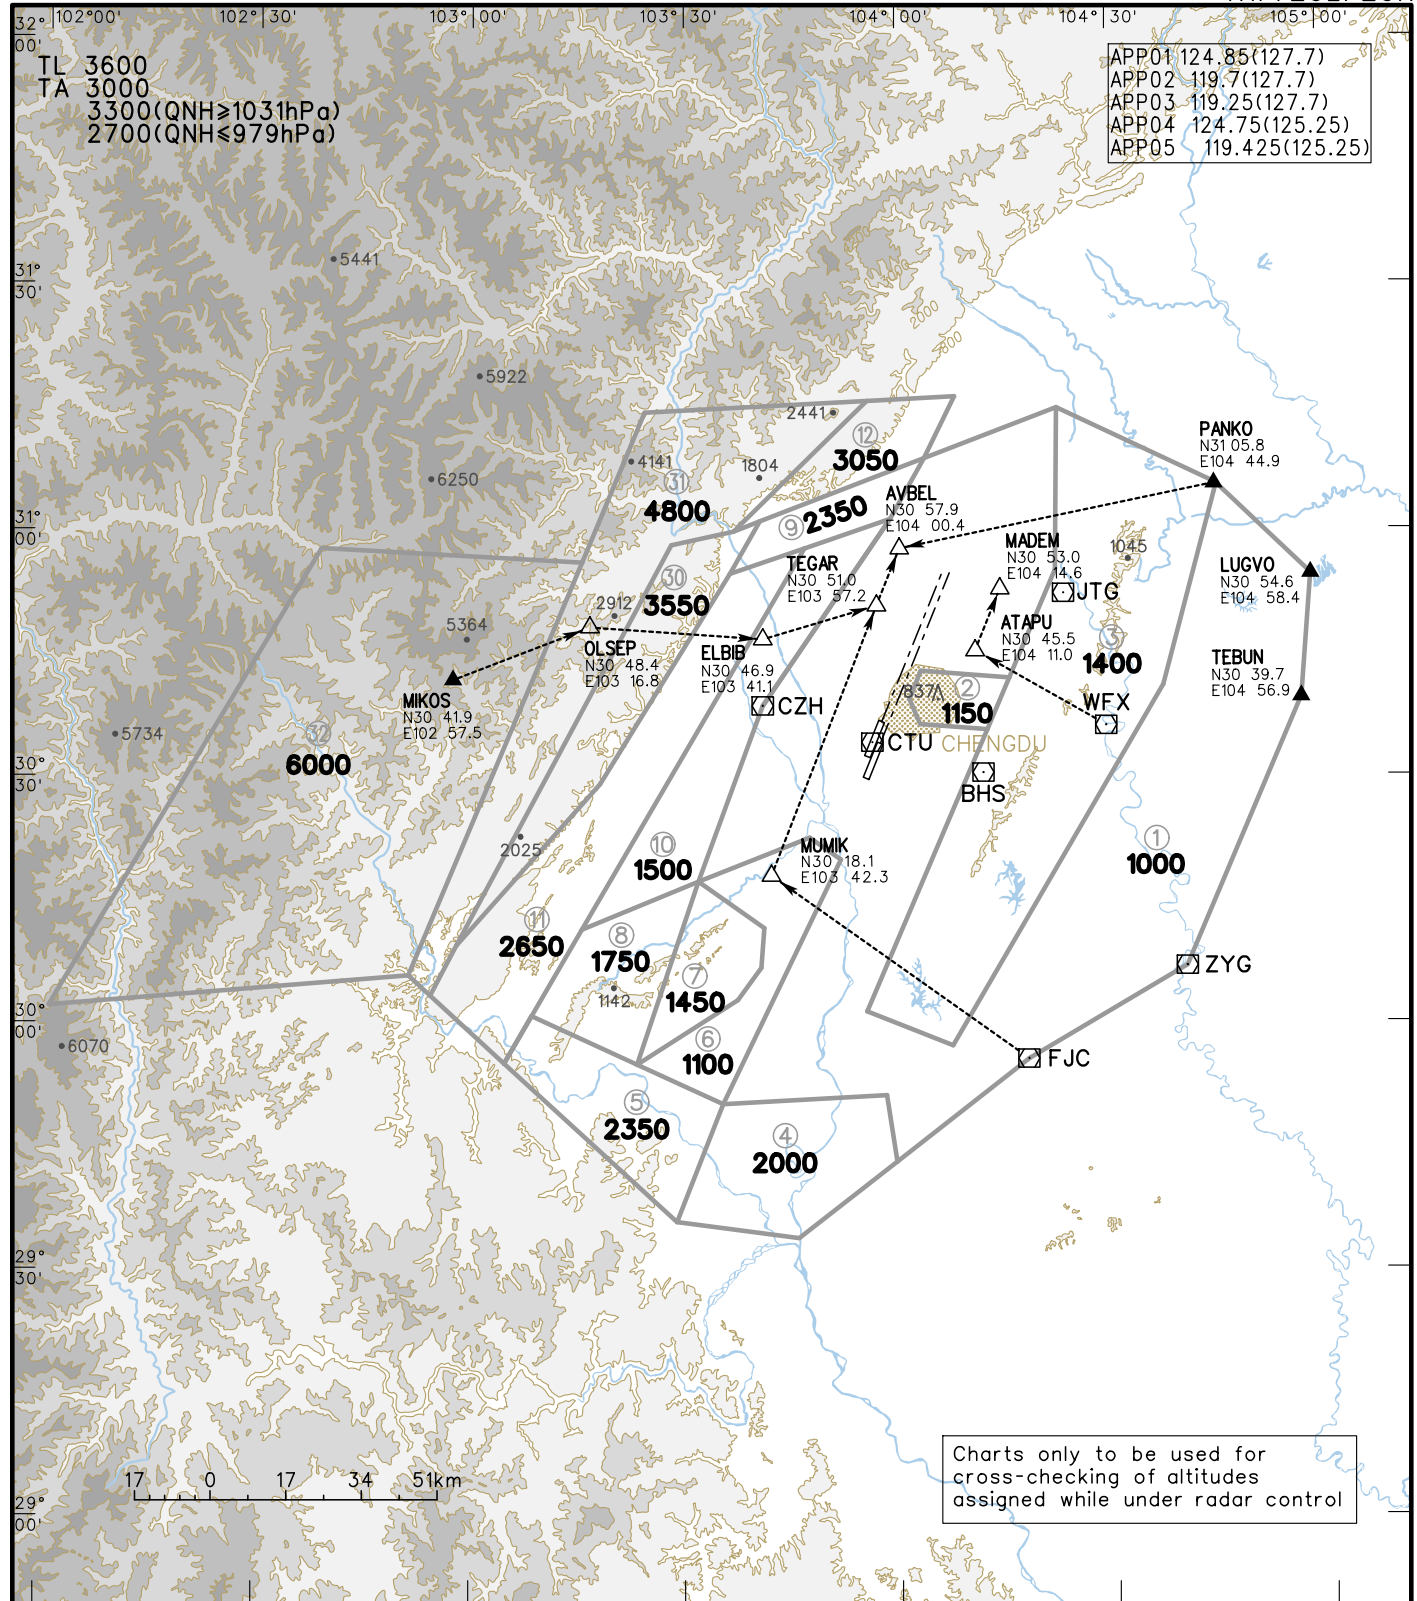 102°00'
102°30'
103°00'
103°30'
104°00'
104°30'
105°00'
32°
00'
TL 3600
TA 3000
3300(QNH≥1031hPa)
2700(QNH≤979hPa)
APP01 124.85(127.7)
APP02 119.7(127.7)
APP03 119.25(127.7)
APP04 124.75(125.25)
APP05 119.425(125.25)
5441
31°
30'
3000
2000
5922
2441
12
3050
4141
31
4800
1804
6250
PANKO
N31 05.8
E104 44.9
AVBEL
N30 57.9
E104 00.4
9
2350
31°
00'
MADEM
N30 53.0
E104 14.6
1045
TEGAR
N30 51.0
E103 57.2
LUGVO
N30 54.6
E104 58.4
JTG
30
3550
2912
5364
OLSEP
N30 48.4
E103 16.8
ELBIB
N30 46.9
E103 41.1
ATAPU
N30 45.5
E104 11.0
3
1400
TEBUN
N30 39.7
E104 56.9
MIKOS
N30 41.9
E102 57.5
837
2
1150
CZH
WFX
5734
32
6000
CTU
CHENGDU
30°
30'
BHS
2025
10
1500
MUMIK
N30 18.1
E103 42.3
1
1000
11
2650
8
1750
7
1450
1142
ZYG
30°
00'
6070
6
1100
FJC
5
2350
4
2000
29°
30'
17 0 17 34 51km
Charts only to be used for
cross-checking of altitudes
assigned while under radar control
29°
00'